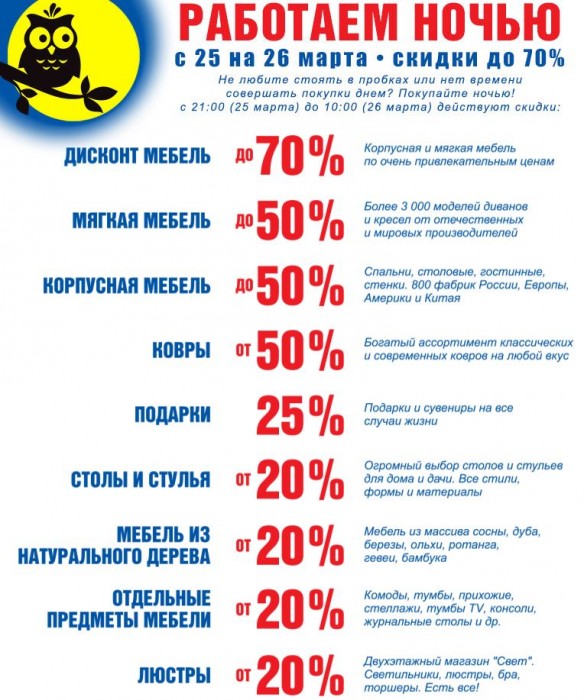 РАБОТАЕМ НОЧЬЮ
с 25 на 26 марта • скидки до 70%
Не любите стоять в пробках или нет времени
совершать покупки днем? Покупайте ночью!
с 21:00 (25 марта) до 10:00 (26 марта) действуют скидки:
ДИСКОНТ МЕБЕЛЬ до 70%
Корпусная и мягкая мебель
по очень привлекательным ценам
МЯГКАЯ МЕБЕЛЬ до 50%
Более 3 000 моделей диванов
и кресел от отечественных
и мировых производителей
КОРПУСНАЯ МЕБЕЛЬ до 50%
Спальни, столовые, гостинные,
стенки. 800 фабрик России, Европы,
Америки и Китая
КОВРЫ от 50%
Богатый ассортимент классических
и современных ковров на любой вкус
ПОДАРКИ 25%
Подарки и сувениры на все
случаи жизни
СТОЛЫ И СТУЛЬЯ от 20%
Огромный выбор столов и стульев
для дома и дачи. Все стили,
формы и материалы
МЕБЕЛЬ ИЗ
НАТУРАЛЬНОГО ДЕРЕВА от 20%
Мебель из массива сосны, дуба,
березы, ольхи, ротанга,
гевеи, бамбука
ОТДЕЛЬНЫЕ
ПРЕДМЕТЫ МЕБЕЛИ от 20%
Комоды, тумбы, прихожие,
стеллажи, тумбы TV, консоли,
журнальные столы и др.
ЛЮСТРЫ от 20%
Двухэтажный магазин "Свет".
Светильники, люстры, бра,
торшеры. Есть все!